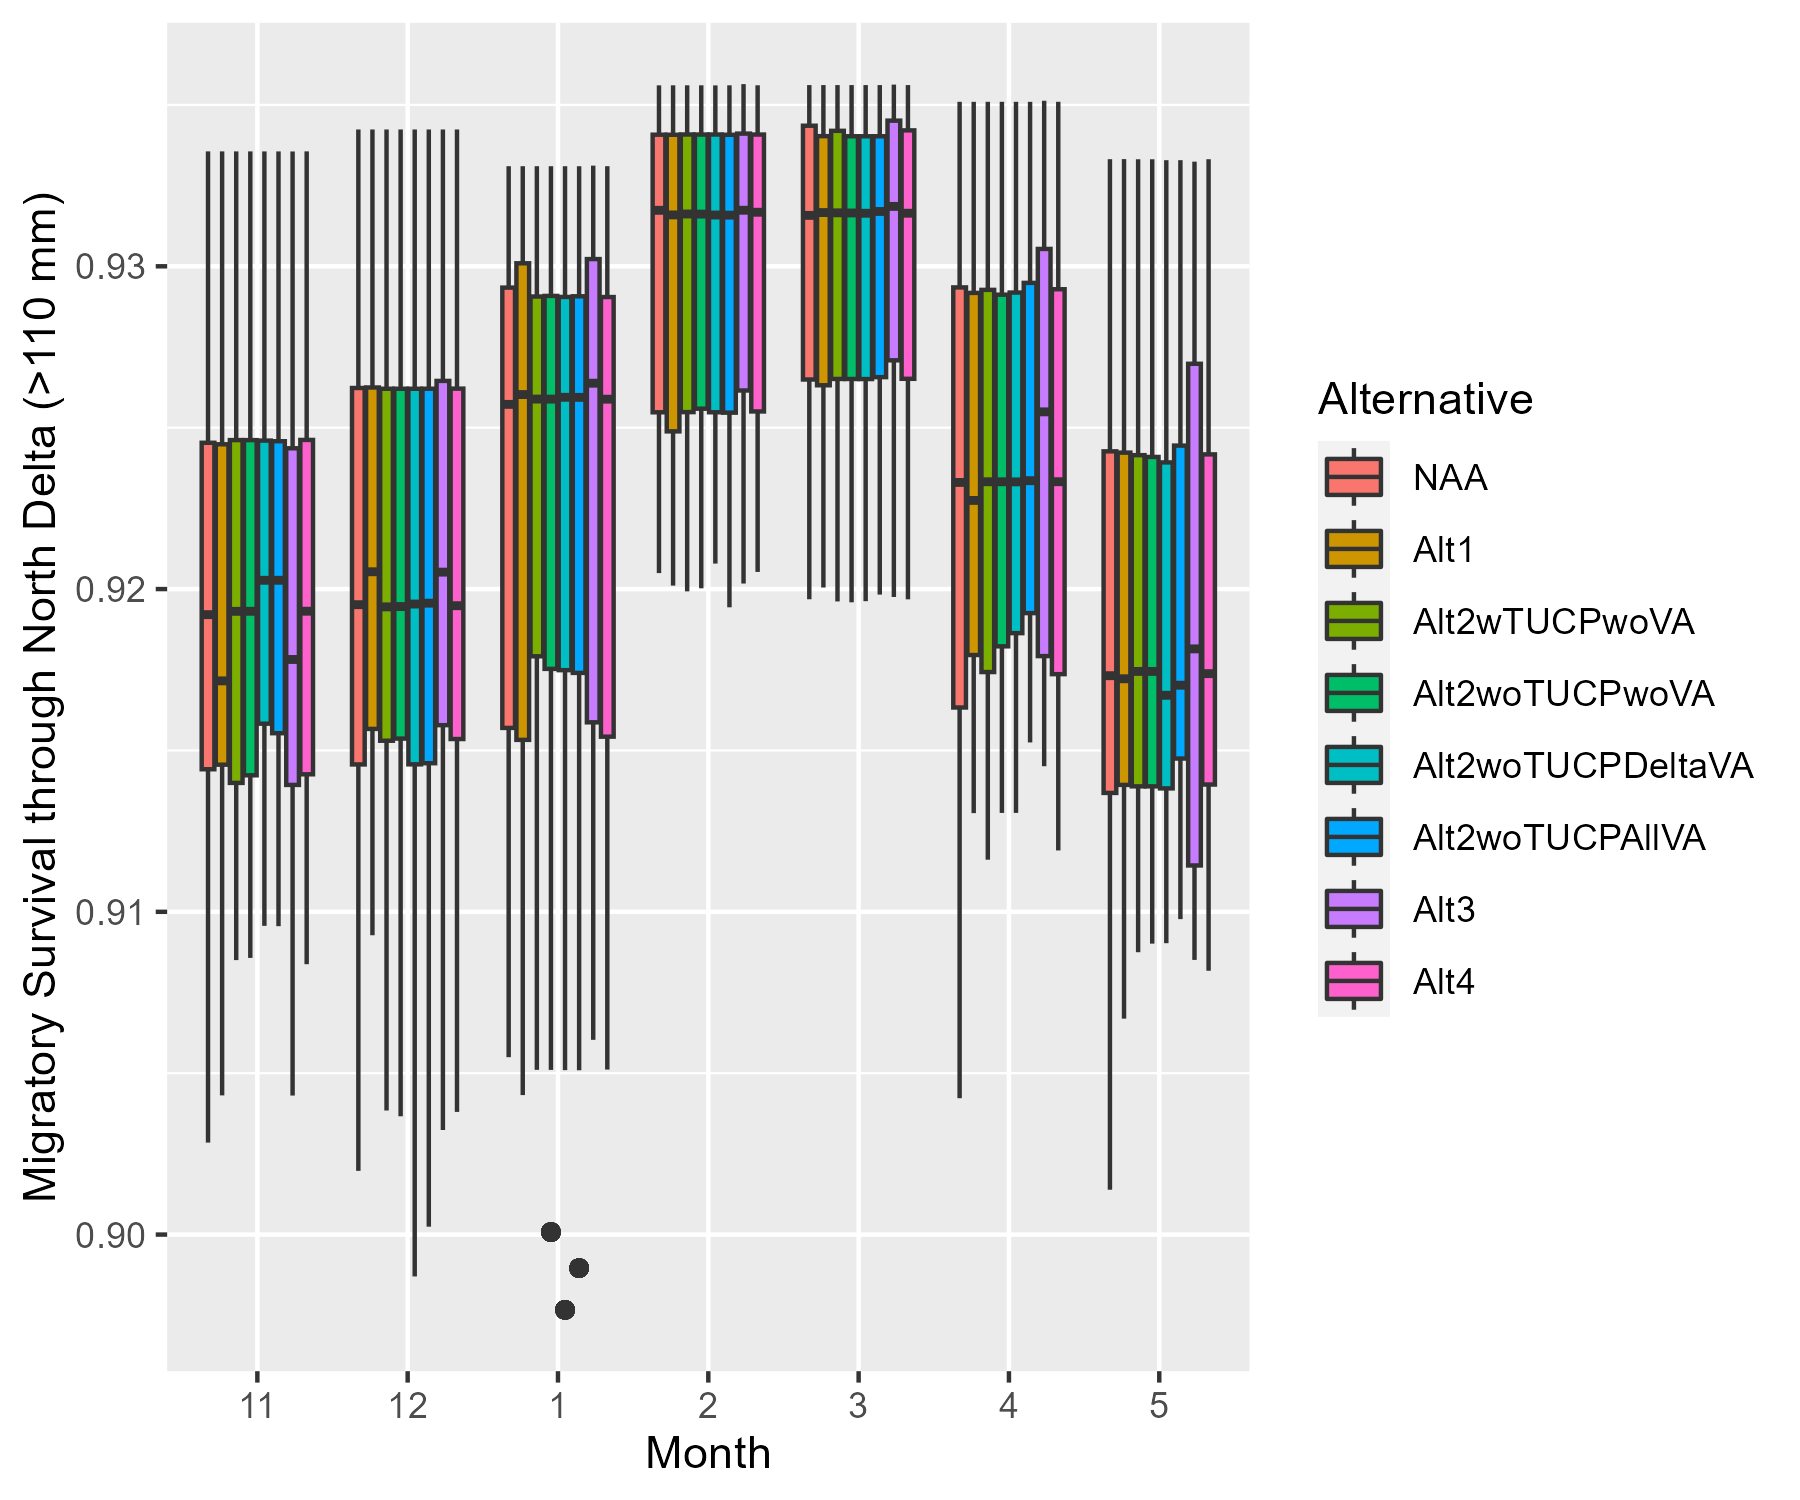 Migratory Survival through North Delta (>110 mm)
0.93
0.92
0.91
0.90
11 12 1 2 3 4 5
Month
Alternative
NAA
Alt1
Alt2wTUCPwoVA
Alt2woTUCPwoVA
Alt2woTUCPDeltaVA
Alt2woTUCPAllVA
Alt3
Alt4